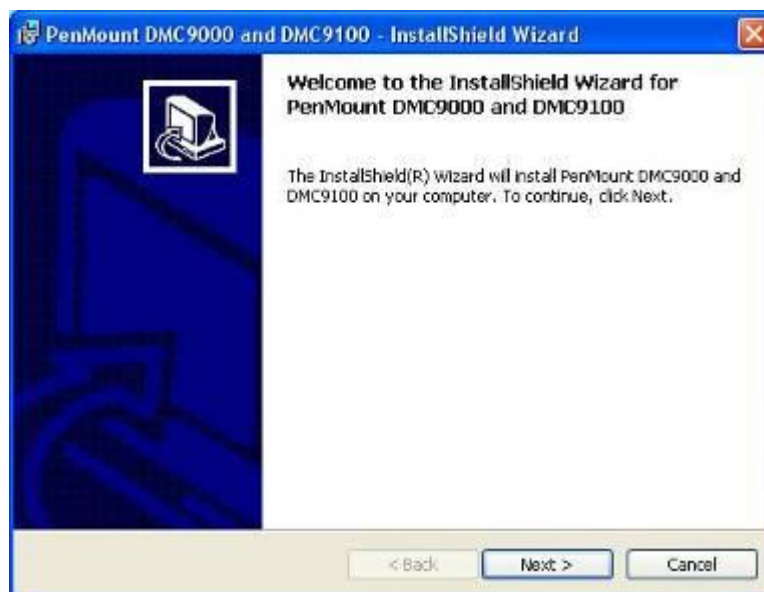 PenMount DMC9000 and DMC9100 - InstallShield Wizard
Welcome to the InstallShield Wizard for
PenMount DMC9000 and DMC9100
The InstallShield(R) Wizard will install PenMount DMC9000 and
DMC9100 on your computer. To continue, click Next.
< Back
Next >
Cancel